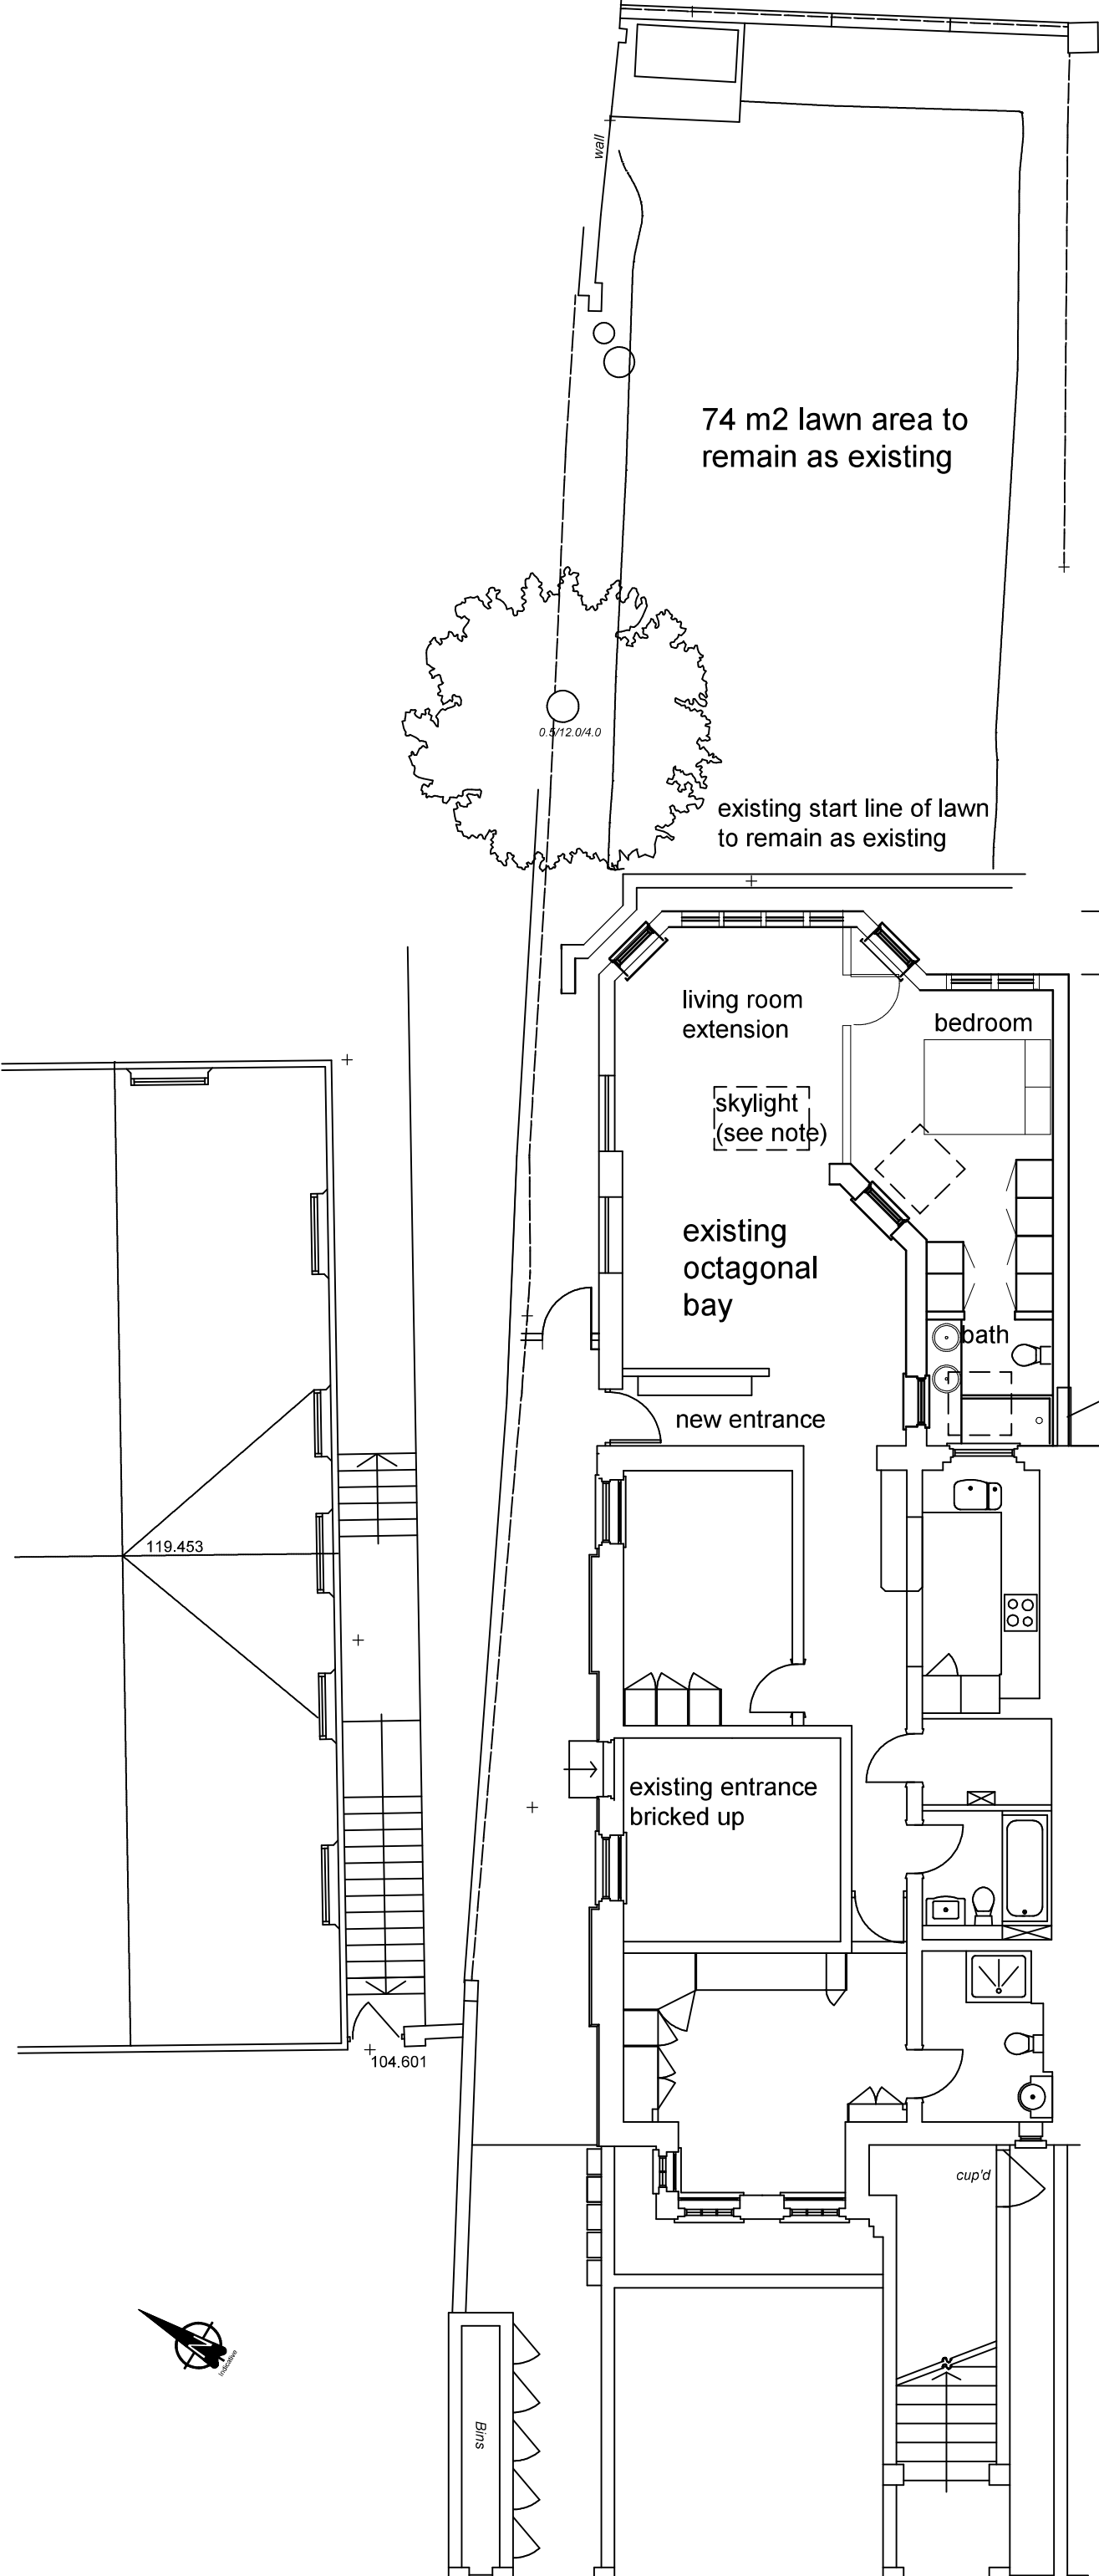 wall
74 m2 lawn area to
remain as existing
0.5/12.0/4.0
existing start line of lawn
to remain as existing
living room
extension
bedroom
skylight
(see note)
existing
octagonal
bay
bath
new entrance
119.453
existing entrance
bricked up
104.601
cup'd
N
Indicative
Bins